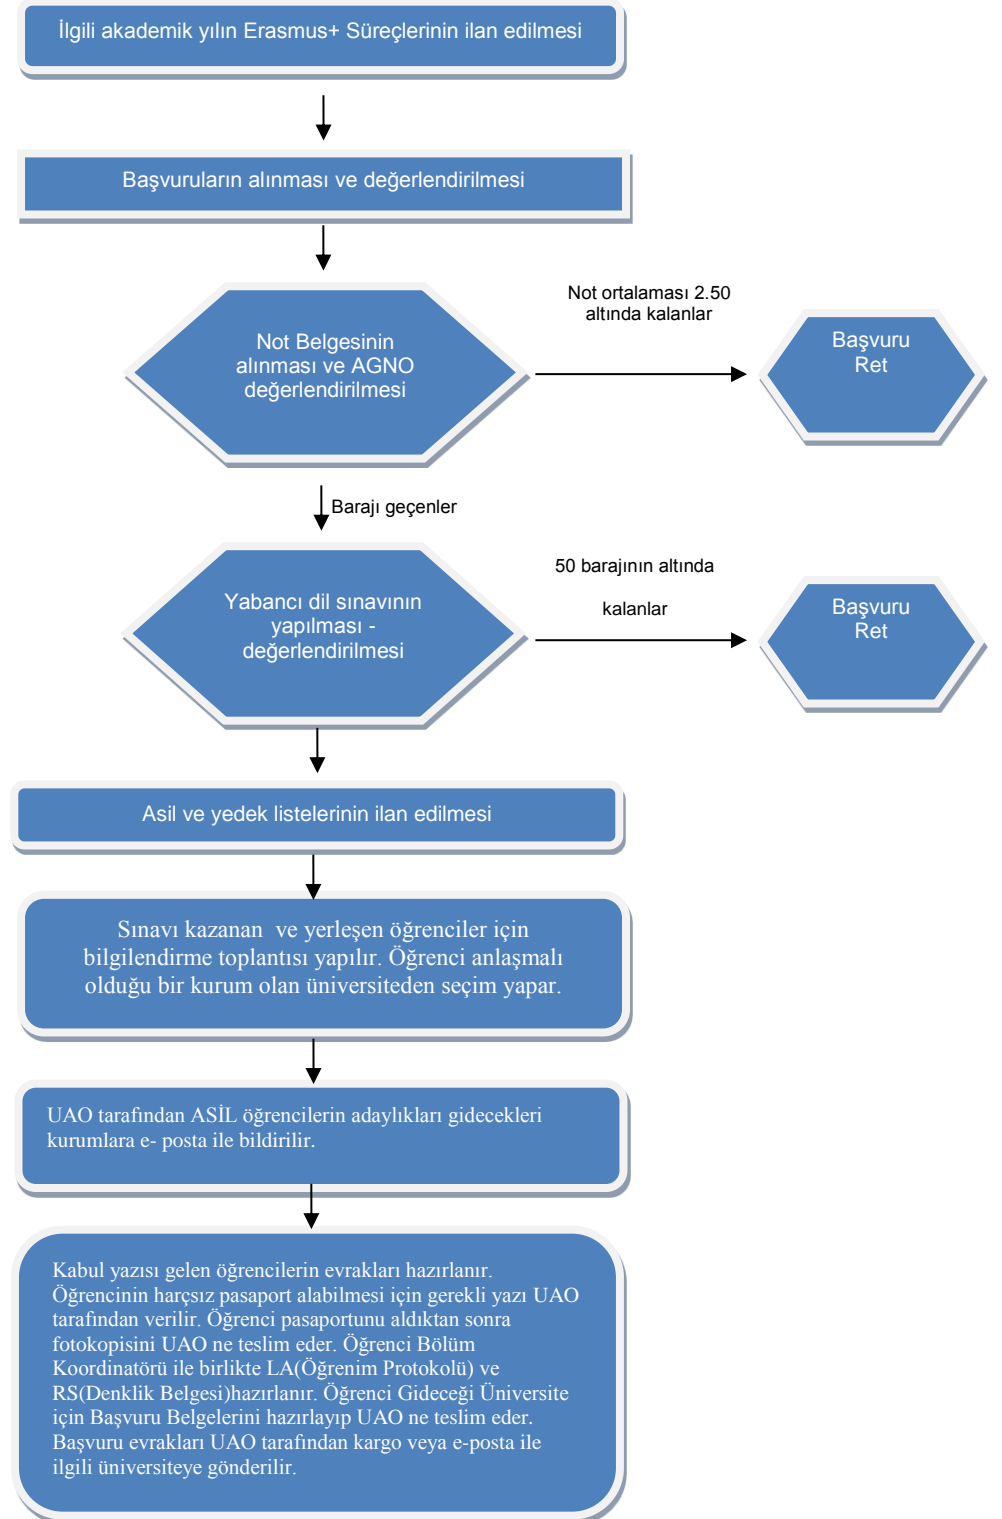 İlgili akademik yılın Erasmus+ Süreçlerinin ilan edilmesi
Başvuruların alınması ve değerlendirilmesi
Not Belgesinin
alınması ve AGNO
değerlendirilmesi
Not ortalaması 2.50
altında kalanlar
Başvuru
Ret
Barajı geçenler
Yabancı dil sınavının
yapılması -
değerlendirilmesi
50 barajının altında
kalanlar
Başvuru
Ret
Asil ve yedek listelerinin ilan edilmesi
Sınavı kazanan  ve yerleşen öğrenciler için
bilgilendirme toplantısı yapılır. Öğrenci anlaşmalı
olduğu bir kurum olan üniversiteden seçim yapar.
UAO tarafından ASİL öğrencilerin adaylıkları gidecekleri
kurumlara e- posta ile bildirilir.
Kabul yazısı gelen öğrencilerin evrakları hazırlanır.
Öğrencinin harçsız pasaport alabilmesi için gerekli yazı UAO
tarafından verilir. Öğrenci pasaportunu aldıktan sonra
fotokopisini UAO ne teslim eder. Öğrenci Bölüm
Koordinatörü ile birlikte LA(Öğrenim Protokolü) ve
RS(Denklik Belgesi)hazırlanır. Öğrenci Gideceği Üniversite
için Başvuru Belgelerini hazırlayıp UAO ne teslim eder.
Başvuru evrakları UAO tarafından kargo veya e-posta ile
ilgili üniversiteye gönderilir.